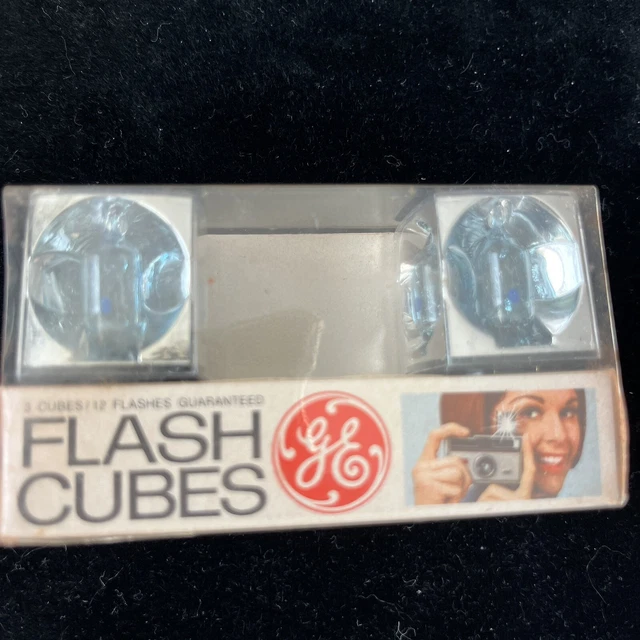 3 CUBES/12 FLASHES GUARANTEED
FLASH
CUBES
GE